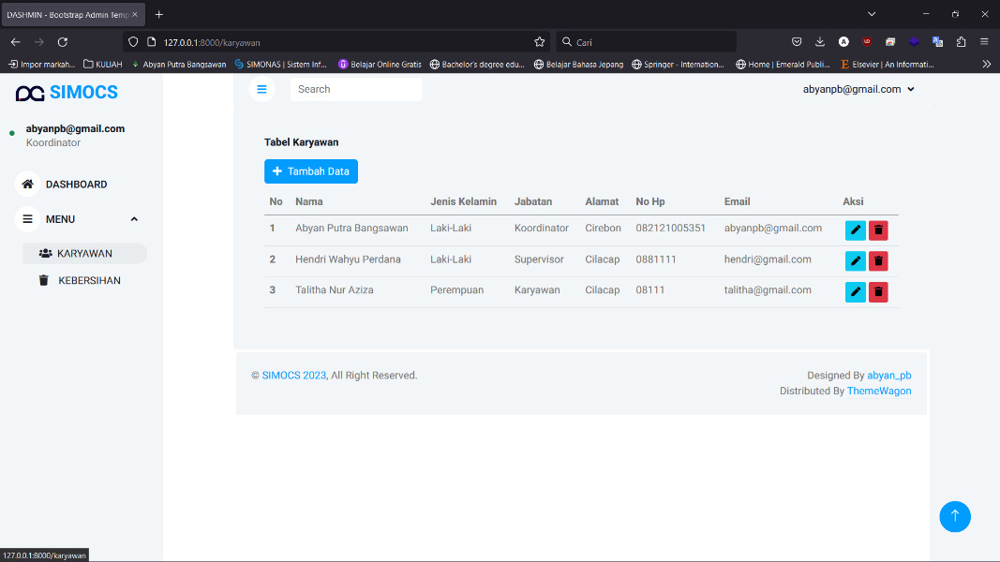 DASHMIN - Bootstrap Admin Temp
127.0.0.1:8000/karyawan
Cari
Impor markah... KULIAH Abyan Putra Bangsawan SIMONAS | Sistem Inf... Belajar Online Gratis Bachelor's degree edu... Belajar Bahasa Jepang Springer - Internation... Home | Emerald Publi... Elsevier | An Informati...
SIMOCS
Search
abyanpb@gmail.com
abyanpb@gmail.com
Koordinator
DASHBOARD
MENU
KARYAWAN
KEBERSIHAN
Tabel Karyawan
Tambah Data
No Nama Jenis Kelamin Jabatan Alamat No Hp Email Aksi
1 Abyan Putra Bangsawan Laki-Laki Koordinator Cirebon 082121005351 abyanpb@gmail.com
2 Hendri Wahyu Perdana Laki-Laki Supervisor Cilacap 0881111 hendri@gmail.com
3 Talitha Nur Aziza Perempuan Karyawan Cilacap 08111 talitha@gmail.com
© SIMOCS 2023, All Right Reserved.
Designed By abyan_pb
Distributed By ThemeWagon
127.0.0.1:8000/karyawan